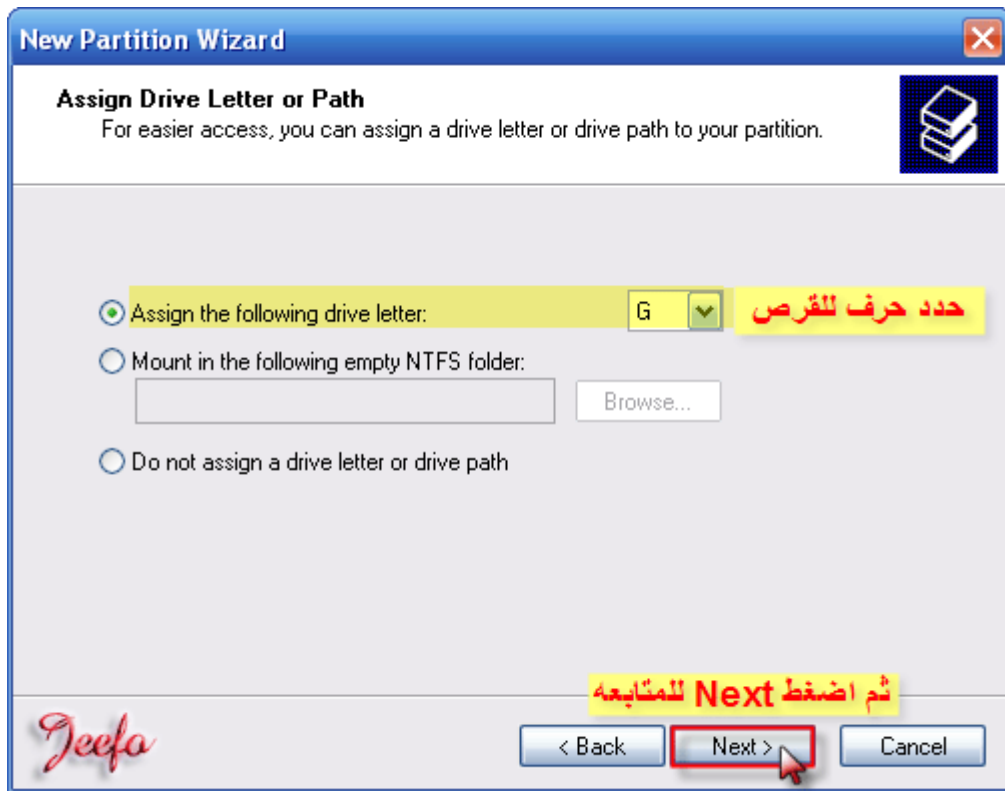 New Partition Wizard
Assign Drive Letter or Path
For easier access, you can assign a drive letter or drive path to your partition.
Assign the following drive letter:
G
حدد حرف للقرص
Mount in the following empty NTFS folder:
Browse...
Do not assign a drive letter or drive path
ثم اضغط Next للمتابعه
Jeefo
< Back
Next >
Cancel